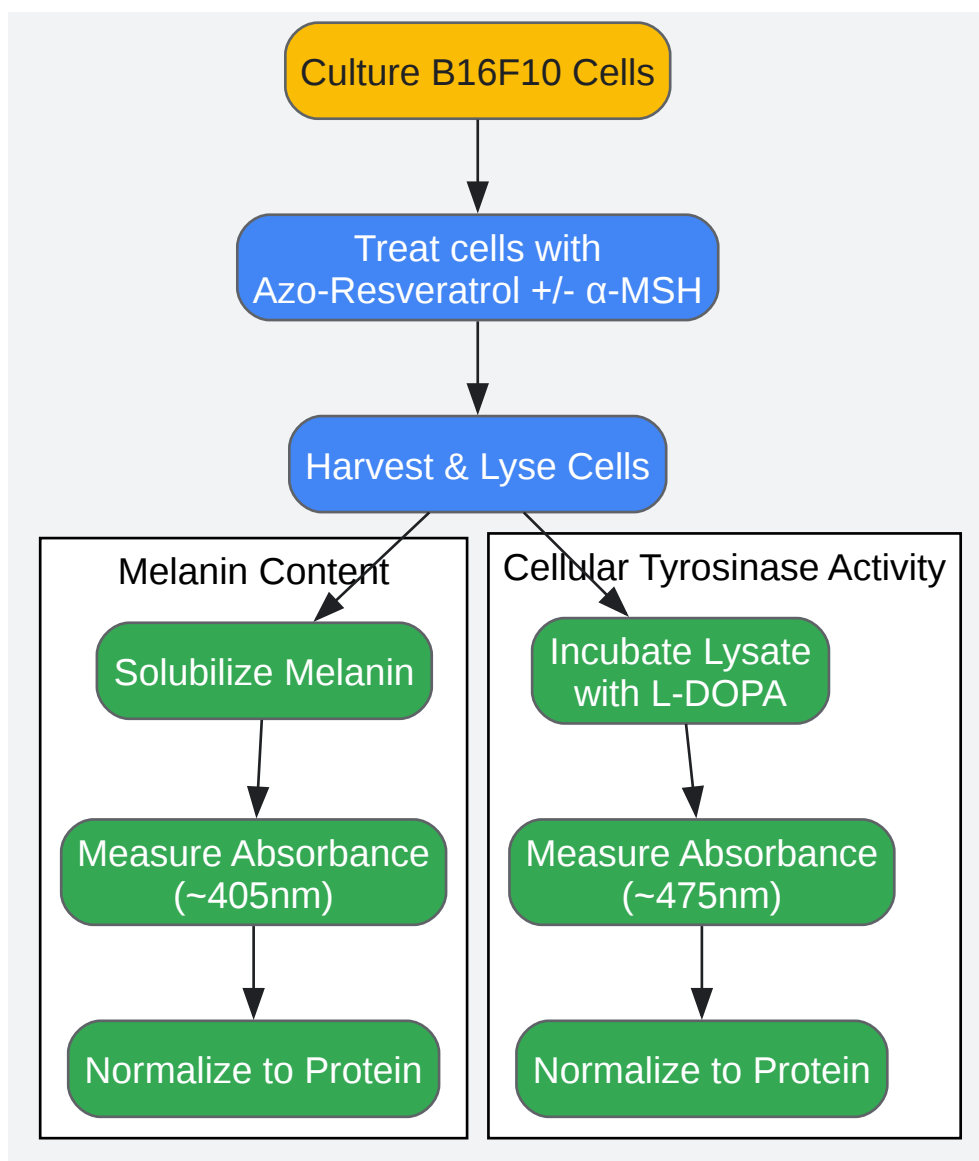 Culture B16F10 Cells
Treat cells with
Azo-Resveratrol +/- α-MSH
Harvest & Lyse Cells
Melanin Content
Solubilize Melanin
Measure Absorbance
(~405nm)
Normalize to Protein
Cellular Tyrosinase Activity
Incubate Lysate
with L-DOPA
Measure Absorbance
(~475nm)
Normalize to Protein